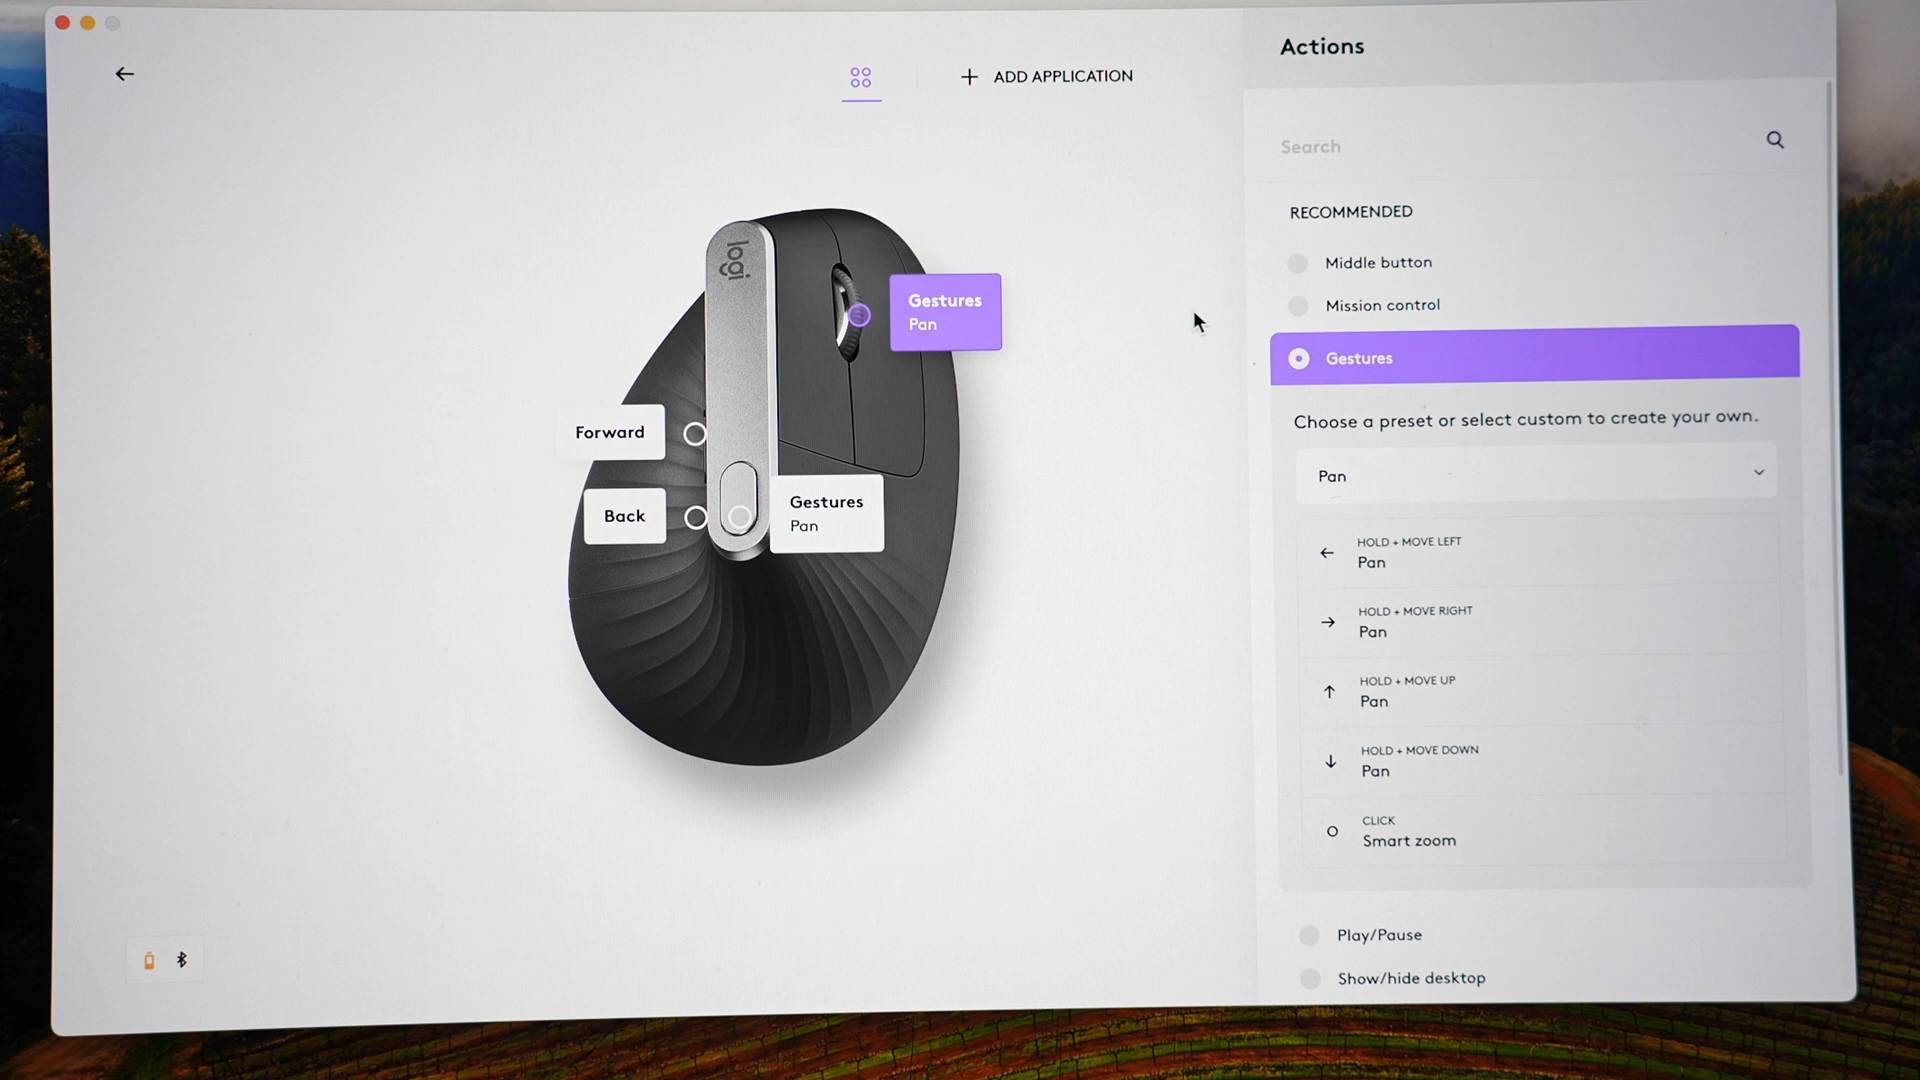 ADD APPLICATION
logi
Gestures
Pan
Forward
Back
Gestures
Pan
Actions
Search
RECOMMENDED
Middle button
Mission control
Gestures
Choose a preset or select custom to create your own.
Pan
HOLD + MOVE LEFT
Pan
HOLD + MOVE RIGHT
Pan
HOLD + MOVE UP
Pan
HOLD + MOVE DOWN
Pan
CLICK
Smart zoom
Play/Pause
Show/hide desktop